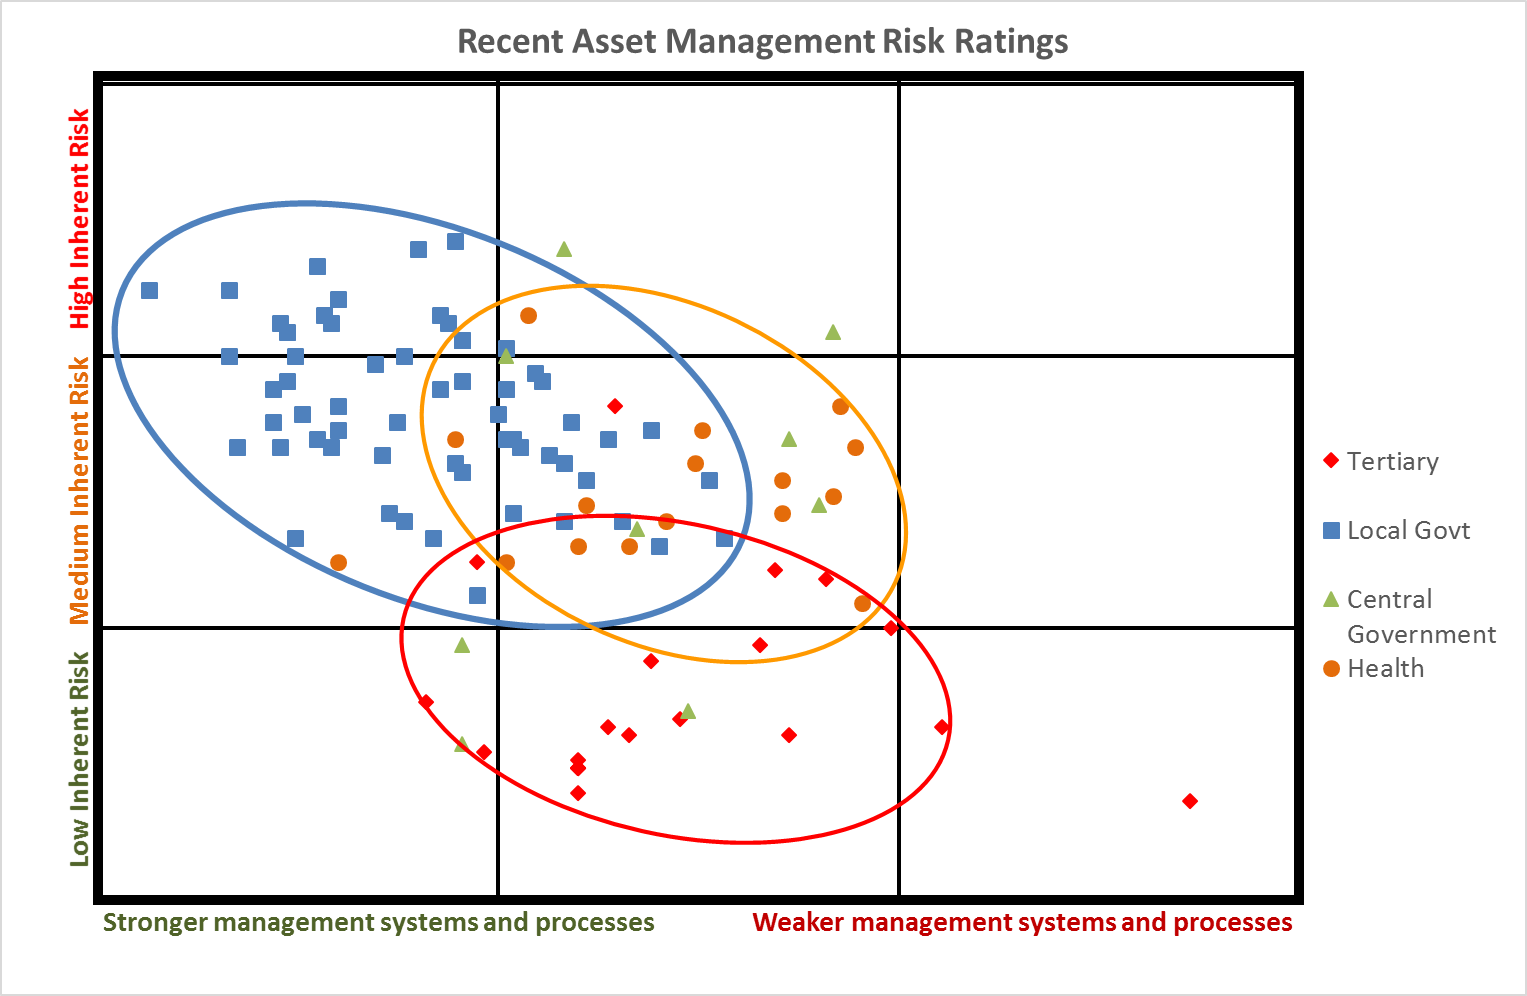 Recent Asset Management Risk Ratings
High Inherent Risk
Medium Inherent Risk
Low Inherent Risk
Tertiary
Local Govt
Central
Government
Health
Stronger management systems and processes
Weaker management systems and processes